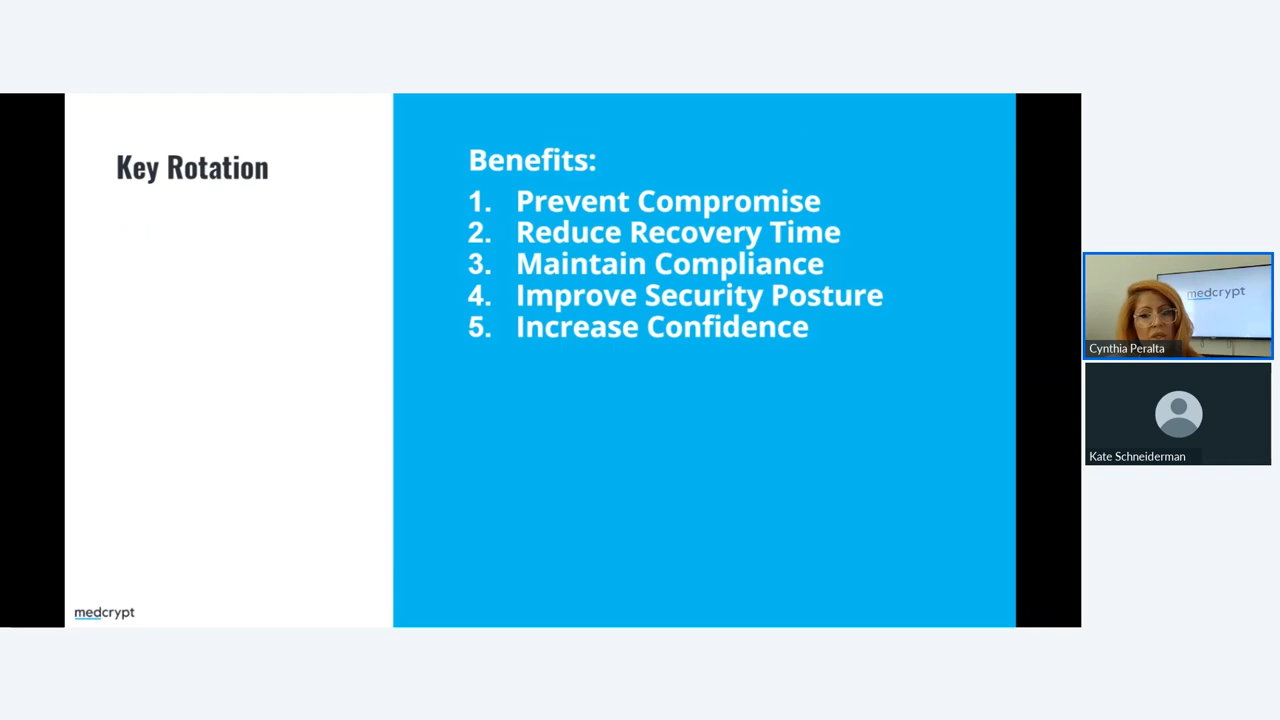 Key Rotation
Benefits:
1. Prevent Compromise
2. Reduce Recovery Time
3. Maintain Compliance
4. Improve Security Posture
5. Increase Confidence
medcrypt
medcrypt
Cynthia Peralta
Kate Schneiderman